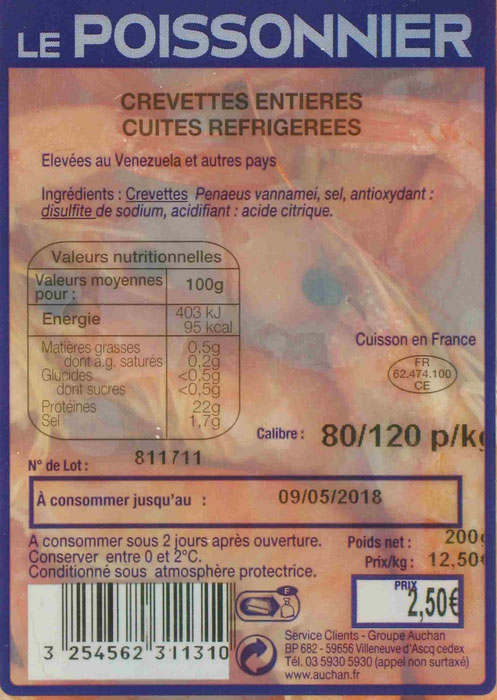 LE POISSONNIER
CREVETTES ENTIERES
CUITES REFRIGEREES
Elevées au Venezuela et autres pays
Ingrédients : Crevettes Penaeus vannamei, sel, antioxydant :
disulfite de sodium, acidifiant : acide citrique.
Valeurs nutritionnelles
Valeurs moyennes pour : 100g
Energie 403 kJ
95 kcal
Matières grasses 0,5g
dont a.g. saturés 0,2g
Glucides <0,5g
dont sucres <0,5g
Protéines 22g
Sel 1,7g
Cuisson en France
FR
62.474.100
CE
Calibre : 80/120 p/kg
N° de Lot : 811711
À consommer jusqu'au : 09/05/2018
A consommer sous 2 jours après ouverture.
Conserver entre 0 et 2°C.
Conditionné sous atmosphère protectrice.
Poids net : 200g
Prix/kg : 12,50€
PRIX
2,50€
F
3 254562 311310
Service Clients - Groupe Auchan
BP 682 - 59656 Villeneuve d'Ascq cedex
Tél. 03 5930 5930 (appel non surtaxé)
www.auchan.fr